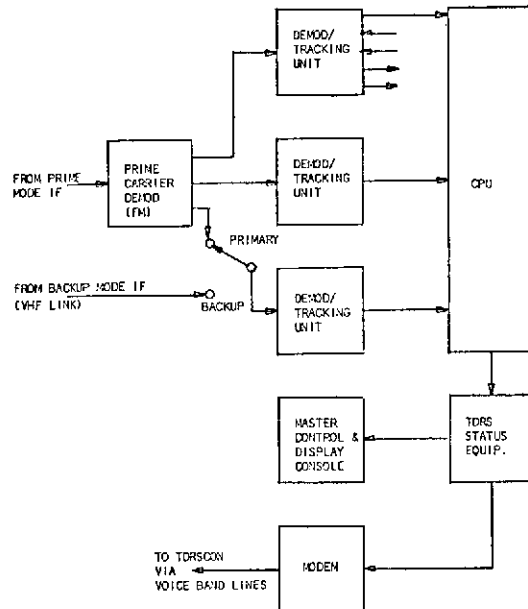 DEMOD/
TRACKING
UNIT
FROM PRIME
MODE IF
PRIME
CARRIER
DEMOD
(FM)
DEMOD/
TRACKING
UNIT
CPU
PRIMARY
FROM BACKUP MODE IF
(VHF LINK)
BACKUP
DEMOD/
TRACKING
UNIT
MASTER
CONTROL &
DISPLAY
CONSOLE
TDRS
STATUS
EQUIP.
TO TDRSCON
VIA
VOICE BAND LINES
MODEM